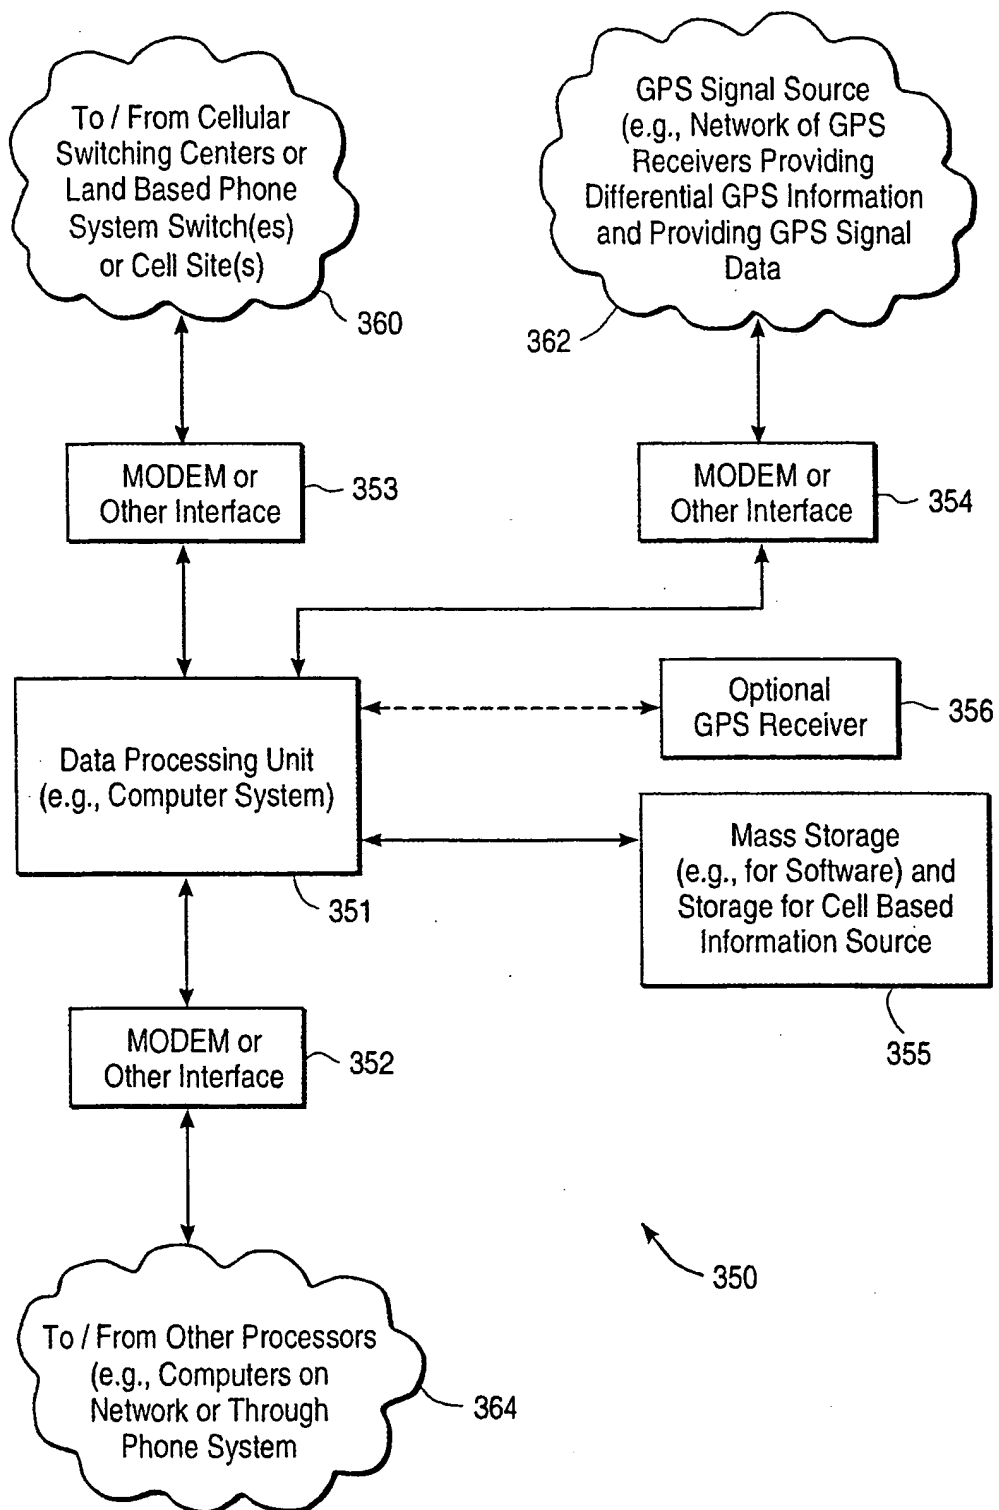 To / From Cellular
Switching Centers or
Land Based Phone
System Switch(es)
or Cell Site(s)
360
GPS Signal Source
(e.g., Network of GPS
Receivers Providing
Differential GPS Information
and Providing GPS Signal
Data
362
MODEM or
Other Interface
353
MODEM or
Other Interface
354
Data Processing Unit
(e.g., Computer System)
351
Optional
GPS Receiver
356
Mass Storage
(e.g., for Software) and
Storage for Cell Based
Information Source
355
MODEM or
Other Interface
352
350
To / From Other Processors
(e.g., Computers on
Network or Through
Phone System
364